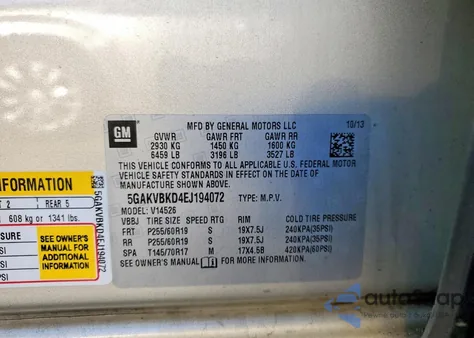 GM
MFD BY GENERAL MOTORS LLC
10/13
GVWR GAWR FRT GAWR RR
2930 KG 1450 KG 1600 KG
6459 LB 3196 LB 3527 LB
THIS VEHICLE CONFORMS TO ALL APPLICABLE U.S. FEDERAL MOTOR
VEHICLE SAFETY STANDARDS IN EFFECT ON THE DATE OF
MANUFACTURE SHOWN ABOVE.
5GAKVBKD4EJ194072 TYPE: M.P.V.
MODEL: V14526
VBBJ TIRE SIZE SPEED RTG RIM COLD TIRE PRESSURE
FRT P255/60R19 S 19X7.5J 240KPA(35PSI)
RR P255/60R19 S 19X7.5J 240KPA(35PSI)
SPA T145/70R17 M 17X4.5B 420KPA(60PSI)
SEE OWNER'S MANUAL FOR MORE INFORMATION.
INFORMATION
2 REAR 5
608 kg or 1341 lbs.
SEE OWNER'S
MANUAL FOR
ADDITIONAL
INFORMATION
5GAKVBKD4EJ194072